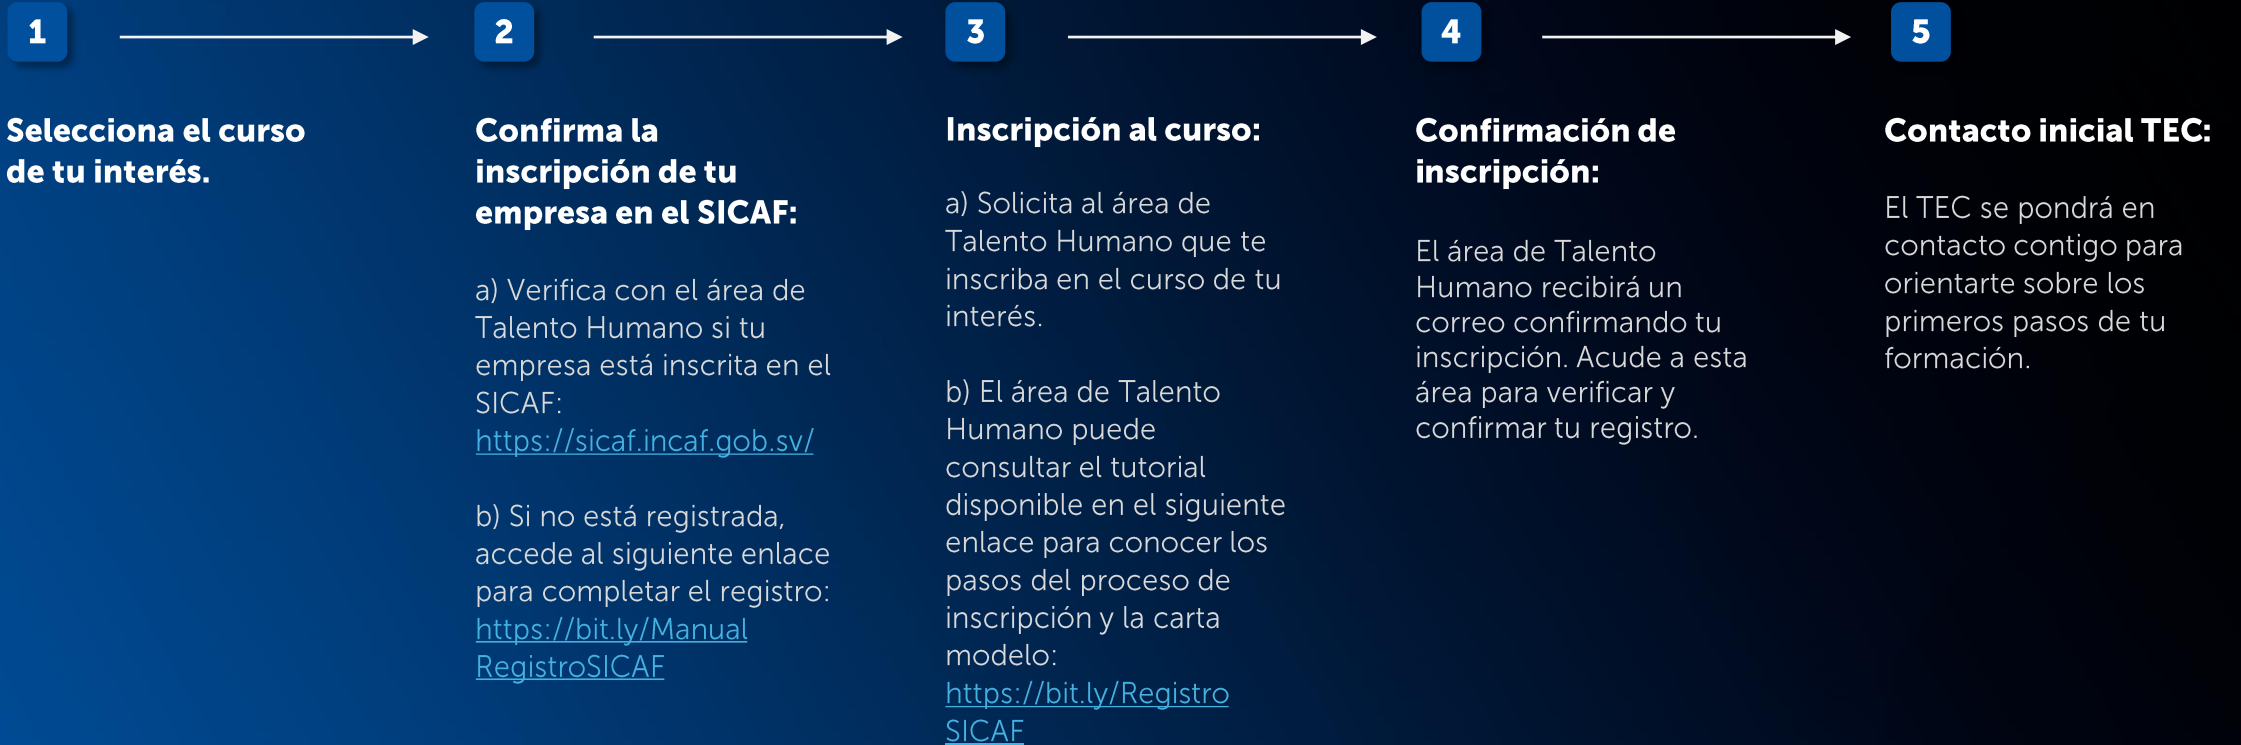 1
Selecciona el curso
de tu interés.
2
Confirma la
inscripción de tu
empresa en el SICAF:
a) Verifica con el área de
Talento Humano si tu
empresa está inscrita en el
SICAF:
https://sicaf.incaf.gob.sv/
b) Si no está registrada,
accede al siguiente enlace
para completar el registro:
https://bit.ly/Manual
RegistroSICAF
3
Inscripción al curso:
a) Solicita al área de
Talento Humano que te
inscriba en el curso de tu
interés.
b) El área de Talento
Humano puede
consultar el tutorial
disponible en el siguiente
enlace para conocer los
pasos del proceso de
inscripción y la carta
modelo:
https://bit.ly/Registro
SICAF
4
Confirmación de
inscripción:
El área de Talento
Humano recibirá un
correo confirmando tu
inscripción. Acude a esta
área para verificar y
confirmar tu registro.
5
Contacto inicial TEC:
El TEC se pondrá en
contacto contigo para
orientarte sobre los
primeros pasos de tu
formación.